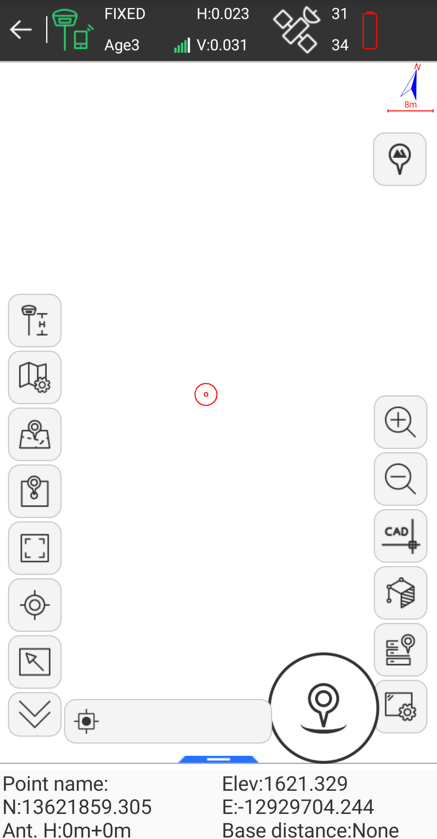 FIXED H:0.023 31
Age3 V:0.031 34
N
8m
H
CAD
Point name: Elev:1621.329
N:13621859.305 E:-12929704.244
Ant. H:0m+0m Base distance:None